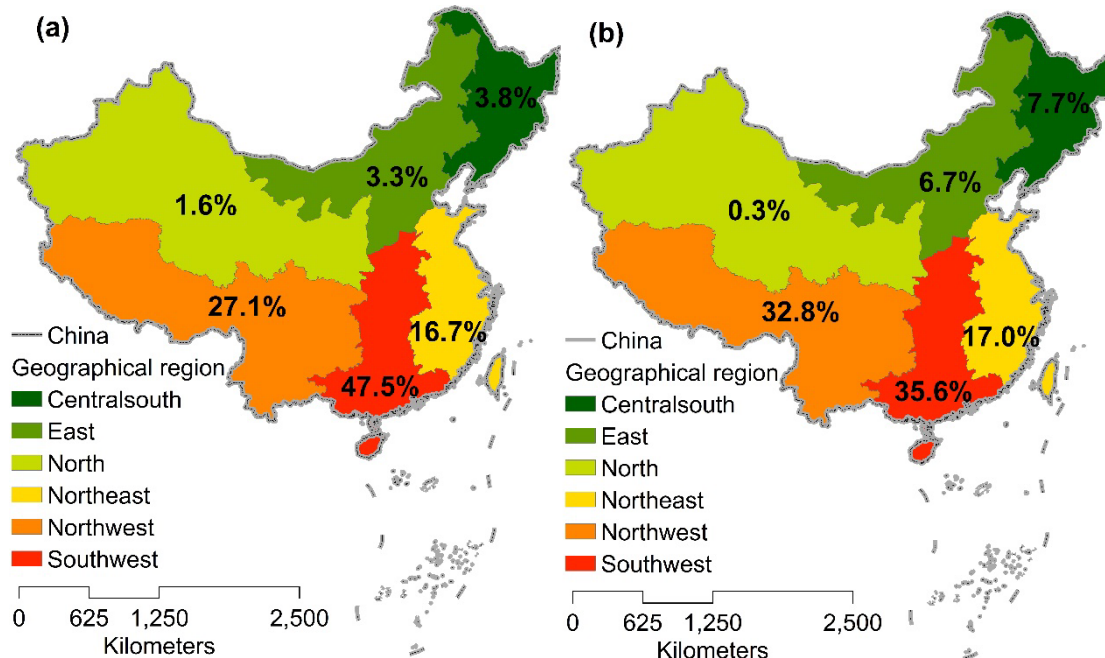 (a)
3.8%
3.3%
1.6%
27.1%
16.7%
47.5%
China
Geographical region
Centralsouth
East
North
Northeast
Northwest
Southwest
0 625 1,250 2,500
Kilometers
(b)
7.7%
6.7%
0.3%
32.8%
17.0%
35.6%
China
Geographical region
Centralsouth
East
North
Northeast
Northwest
Southwest
0 625 1,250 2,500
Kilometers